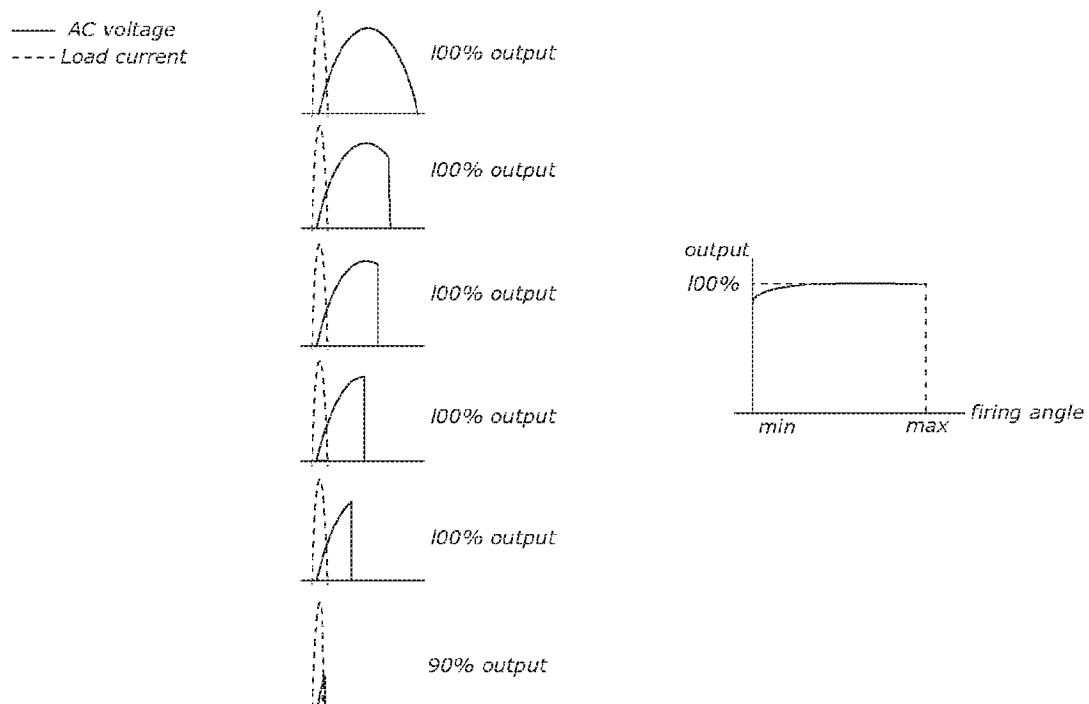 AC voltage
Load current
100% output
100% output
100% output
100% output
100% output
90% output
output
100%
min
max
firing angle